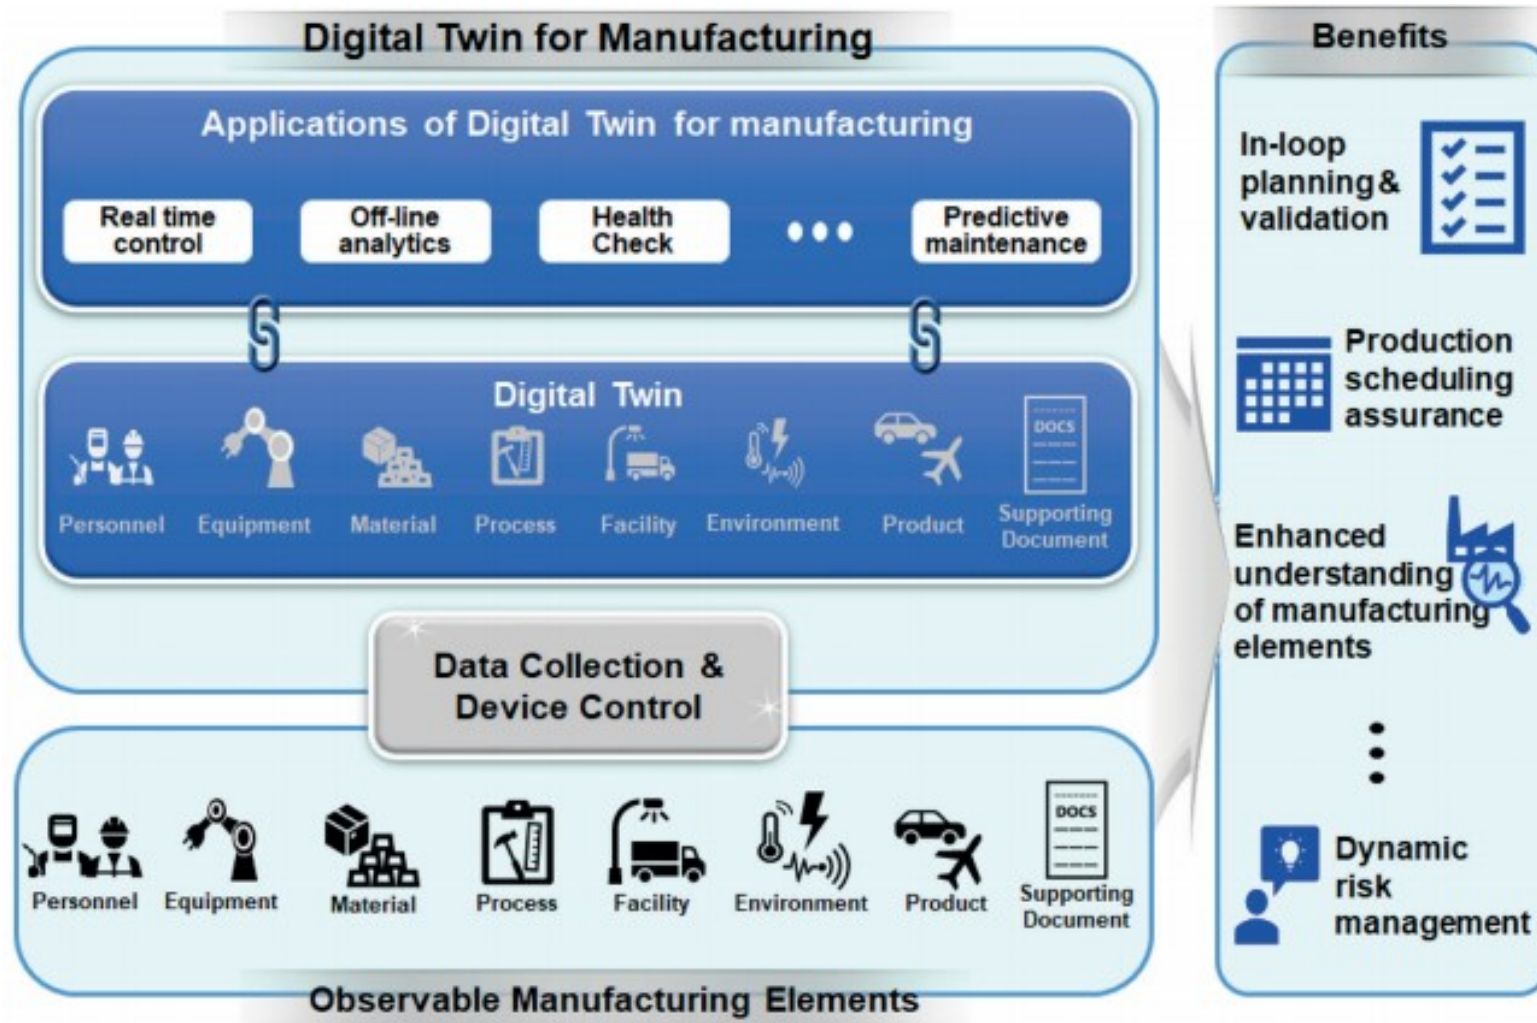 Digital Twin for Manufacturing
Applications of Digital Twin for manufacturing
Real time
control
Off-line
analytics
Health
Check
Predictive
maintenance
Digital Twin
DOCS
Personnel
Equipment
Material
Process
Facility
Environment
Product
Supporting
Document
Data Collection &
Device Control
DOCS
Personnel
Equipment
Material
Process
Facility
Environment
Product
Supporting
Document
Observable Manufacturing Elements
Benefits
In-loop
planning &
validation
Production
scheduling
assurance
Enhanced
understanding
of manufacturing
elements
Dynamic
risk
management